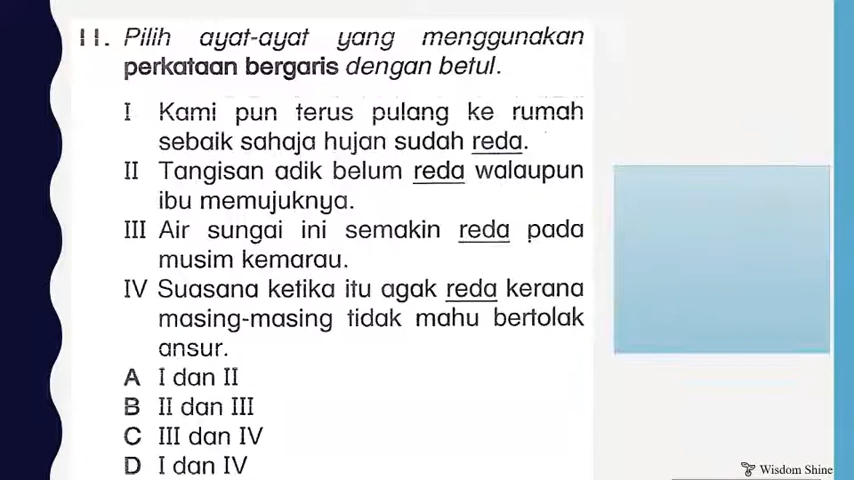 11. Pilih ayat-ayat yang menggunakan
perkataan bergaris dengan betul.
I Kami pun terus pulang ke rumah
sebaik sahaja hujan sudah reda.
II Tangisan adik belum reda walaupun
ibu memujuknya.
III Air sungai ini semakin reda pada
musim kemarau.
IV Suasana ketika itu agak reda kerana
masing-masing tidak mahu bertolak
ansur.
A I dan II
B II dan III
C III dan IV
D I dan IV
Wisdom Shine